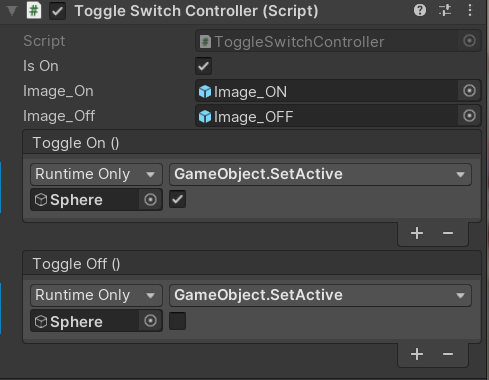 Toggle Switch Controller (Script)
Script ToggleSwitchController
Is On
Image_On Image_ON
Image_Off Image_OFF
Toggle On ()
Runtime Only GameObject.SetActive
Sphere
Toggle Off ()
Runtime Only GameObject.SetActive
Sphere